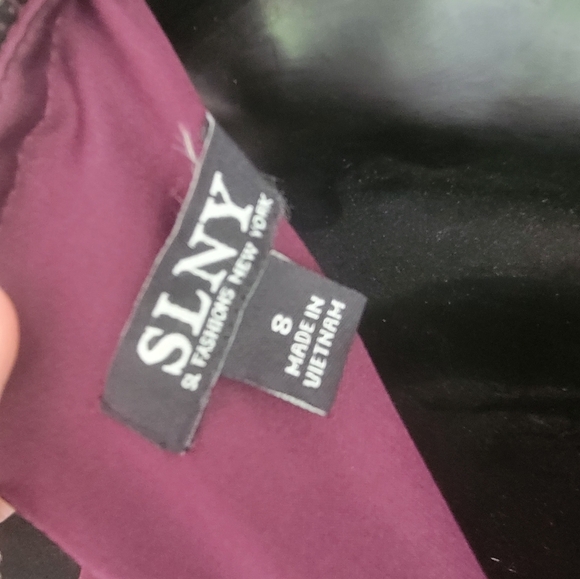 SLNY
SL FASHIONS NEW YORK
8
MADE IN
VIETNAM